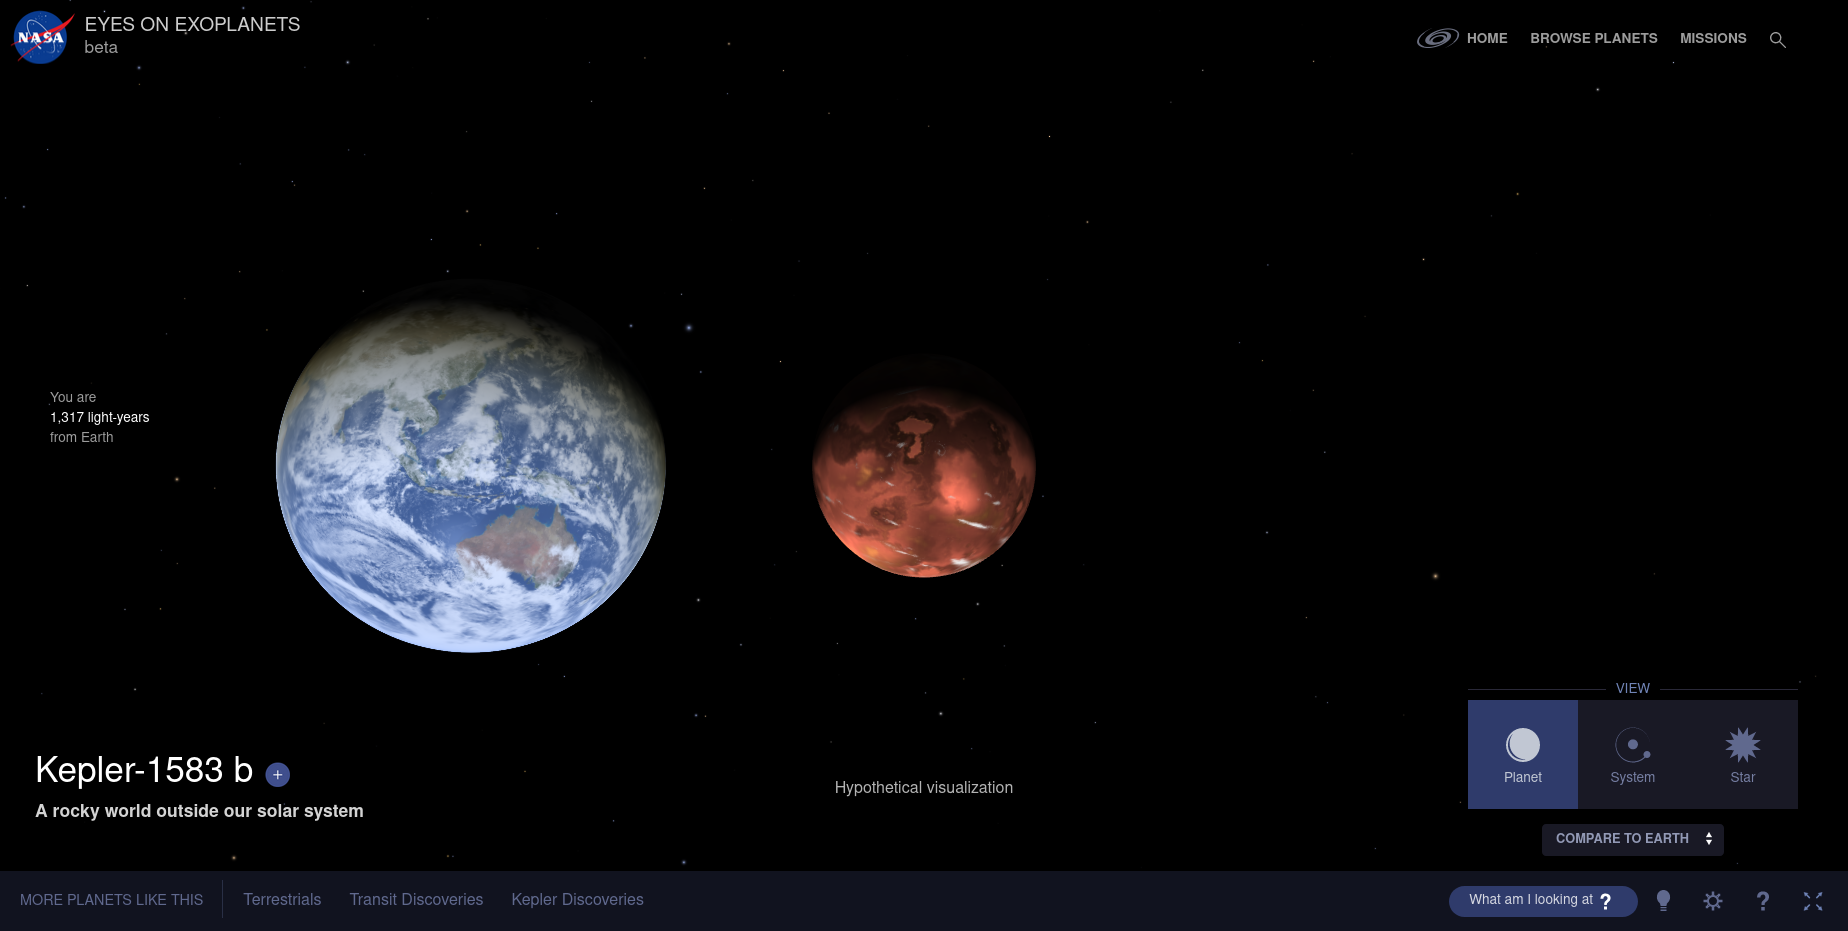 NASA
EYES ON EXOPLANETS
beta
HOME
BROWSE PLANETS
MISSIONS
You are
1,317 light-years
from Earth
Kepler-1583 b +
A rocky world outside our solar system
Hypothetical visualization
VIEW
Planet
System
Star
COMPARE TO EARTH
MORE PLANETS LIKE THIS
Terrestrials
Transit Discoveries
Kepler Discoveries
What am I looking at ?
?